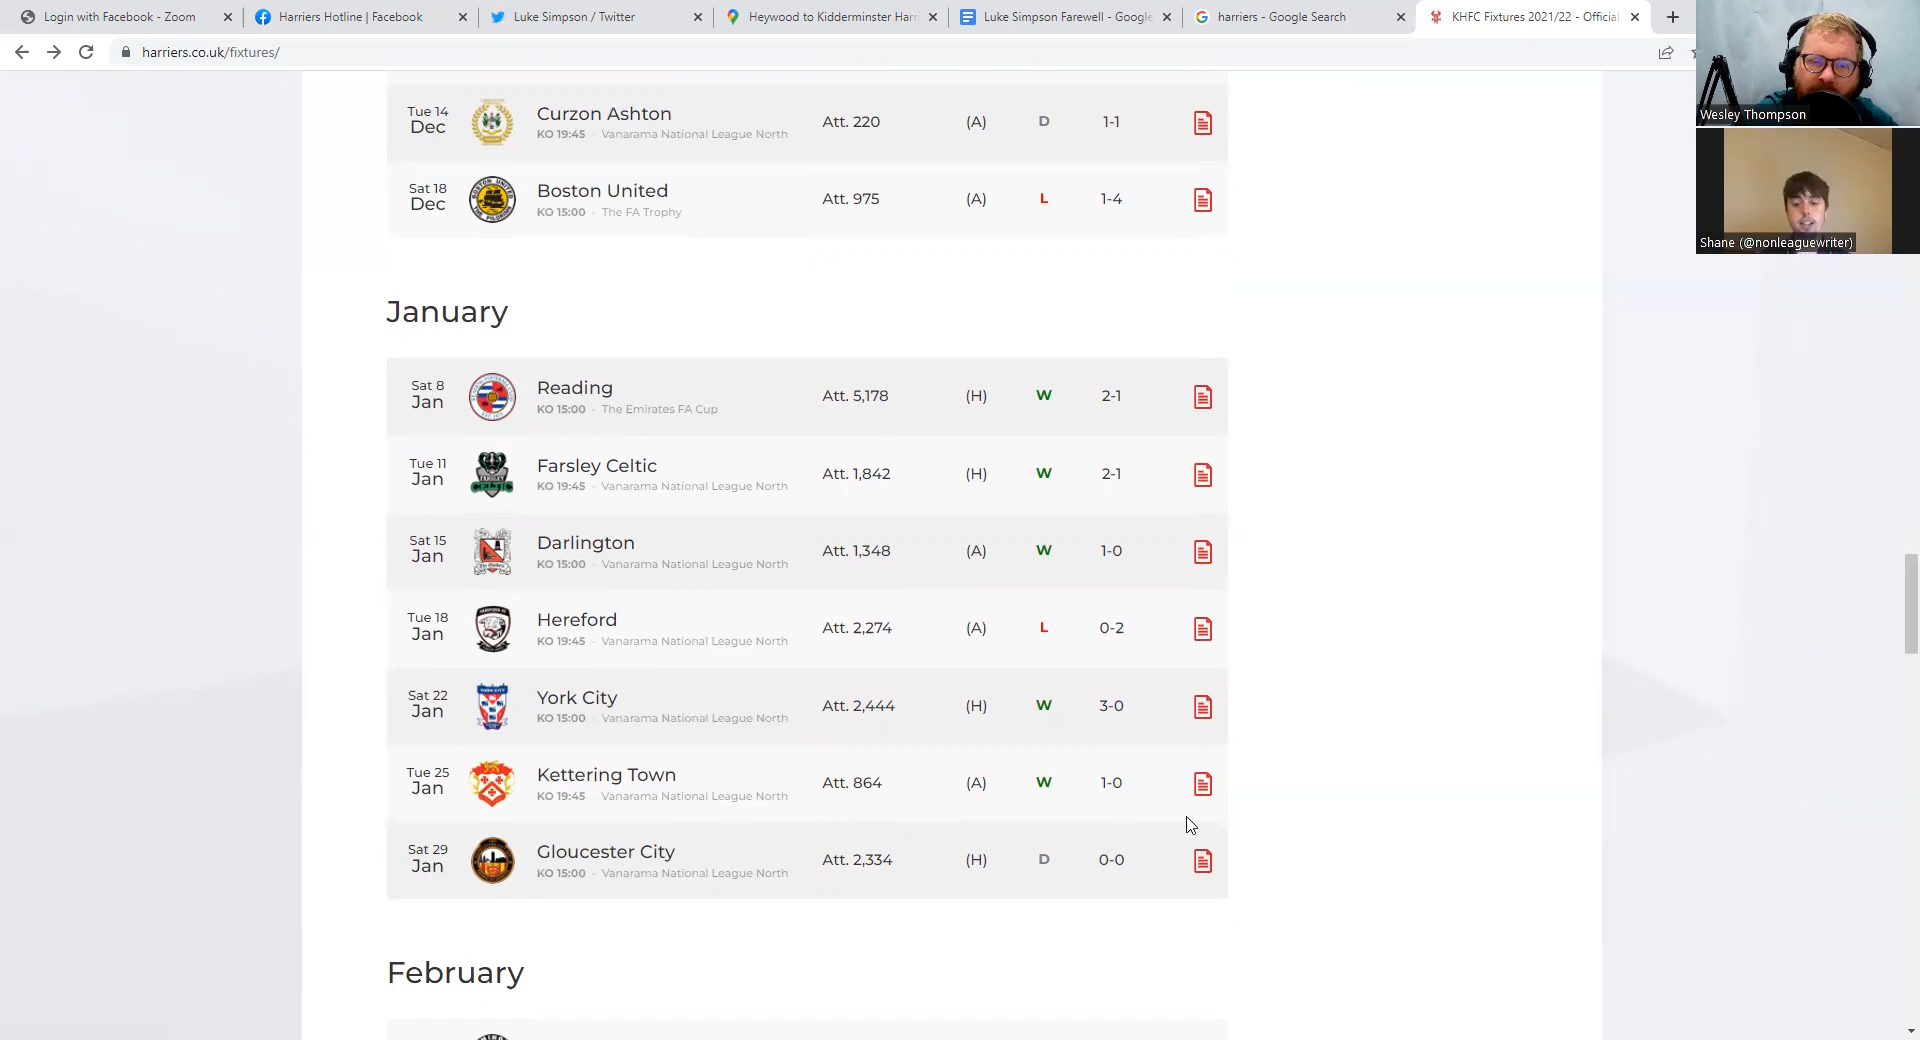 Login with Facebook - Zoom
Harriers Hotline | Facebook
Luke Simpson / Twitter
Heywood to Kidderminster Harri
Luke Simpson Farewell - Google
harriers - Google Search
KHFC Fixtures 2021/22 - Official
harriers.co.uk/fixtures/
Wesley Thompson
Shane (@nonleaguewriter)
Tue 14
Dec
Curzon Ashton
KO 19:45 - Vanarama National League North
Att. 220 (A) D 1-1
Sat 18
Dec
Boston United
KO 15:00 - The FA Trophy
Att. 975 (A) L 1-4
January
Sat 8
Jan
Reading
KO 15:00 - The Emirates FA Cup
Att. 5,178 (H) W 2-1
Tue 11
Jan
FARSLEY
CELTIC
Farsley Celtic
KO 19:45 - Vanarama National League North
Att. 1,842 (H) W 2-1
Sat 15
Jan
Darlington
KO 15:00 - Vanarama National League North
Att. 1,348 (A) W 1-0
Tue 18
Jan
Hereford
KO 19:45 - Vanarama National League North
Att. 2,274 (A) L 0-2
Sat 22
Jan
York City
KO 15:00 - Vanarama National League North
Att. 2,444 (H) W 3-0
Tue 25
Jan
Kettering Town
KO 19:45 - Vanarama National League North
Att. 864 (A) W 1-0
Sat 29
Jan
Gloucester City
KO 15:00 - Vanarama National League North
Att. 2,334 (H) D 0-0
February